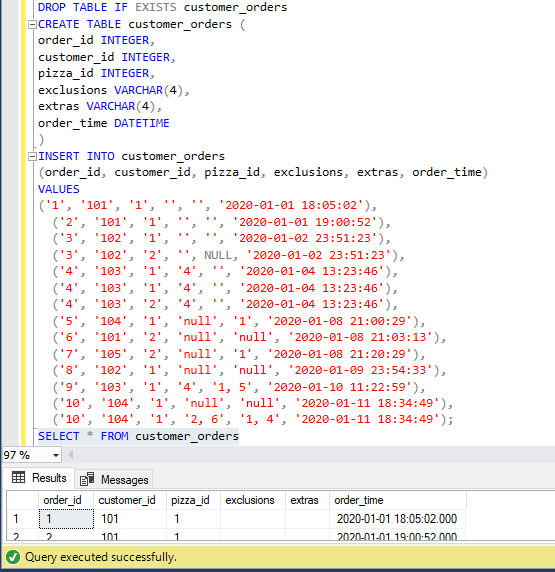 DROP TABLE IF EXISTS customer_orders
CREATE TABLE customer_orders (
order_id INTEGER,
customer_id INTEGER,
pizza_id INTEGER,
exclusions VARCHAR(4),
extras VARCHAR(4),
order_time DATETIME
)
INSERT INTO customer_orders
(order_id, customer_id, pizza_id, exclusions, extras, order_time)
VALUES
('1', '101', '1', '', '', '2020-01-01 18:05:02'),
('2', '101', '1', '', '', '2020-01-01 19:00:52'),
('3', '102', '1', '', '', '2020-01-02 23:51:23'),
('3', '102', '2', '', NULL, '2020-01-02 23:51:23'),
('4', '103', '1', '4', '', '2020-01-04 13:23:46'),
('4', '103', '1', '4', '', '2020-01-04 13:23:46'),
('4', '103', '2', '4', '', '2020-01-04 13:23:46'),
('5', '104', '1', 'null', '1', '2020-01-08 21:00:29'),
('6', '101', '2', 'null', 'null', '2020-01-08 21:03:13'),
('7', '105', '2', 'null', '1', '2020-01-08 21:20:29'),
('8', '102', '1', 'null', 'null', '2020-01-09 23:54:33'),
('9', '103', '1', '4', '1, 5', '2020-01-10 11:22:59'),
('10', '104', '1', 'null', 'null', '2020-01-11 18:34:49'),
('10', '104', '1', '2, 6', '1, 4', '2020-01-11 18:34:49');
SELECT * FROM customer_orders
97 %
Results Messages
order_id customer_id pizza_id exclusions extras order_time
1 1 101 1 2020-01-01 18:05:02.000
2 2 101 1 2020-01-01 19:00:52.000
Query executed successfully.